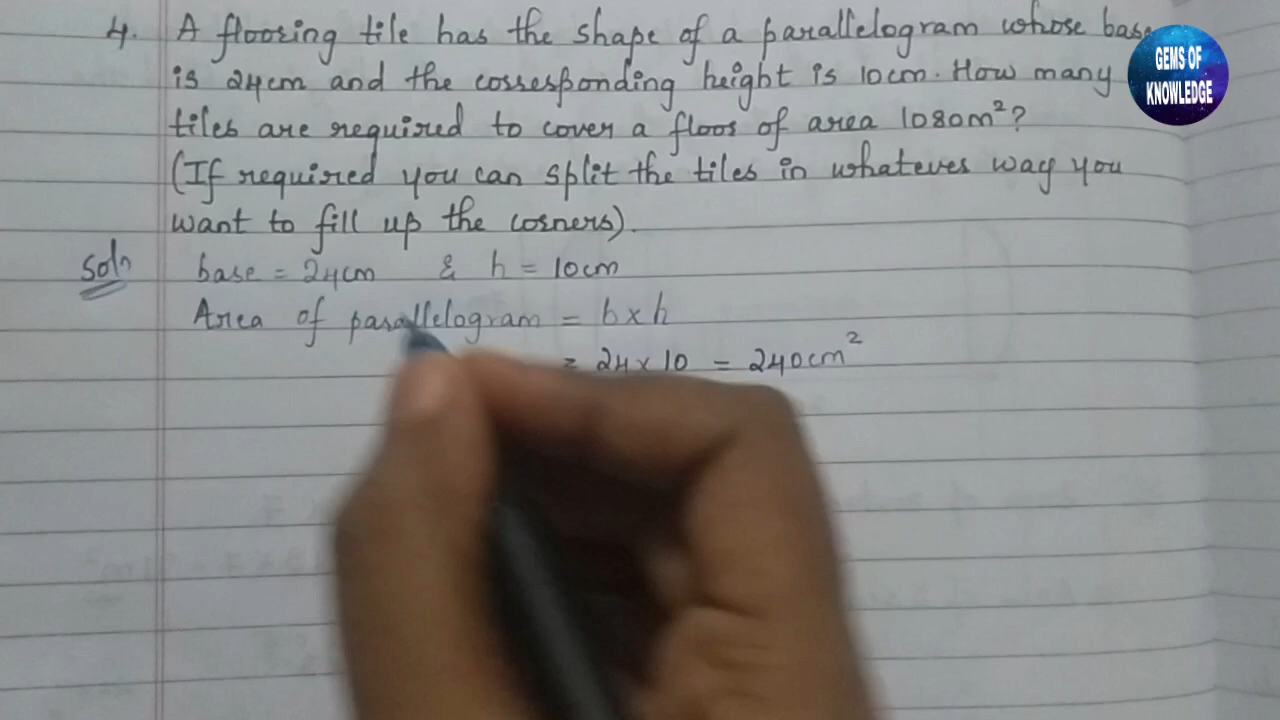 4. A flooring tile has the shape of a parallelogram whose base
is 24cm and the corresponding height is 10cm. How many
tiles are required to cover a floor of area 1080m²?
(If required you can split the tiles in whatever way you
want to fill up the corners).
Soln base = 24cm & h = 10cm
Area of parallelogram = b×h
= 24×10 = 240cm²
GEMS OF
KNOWLEDGE